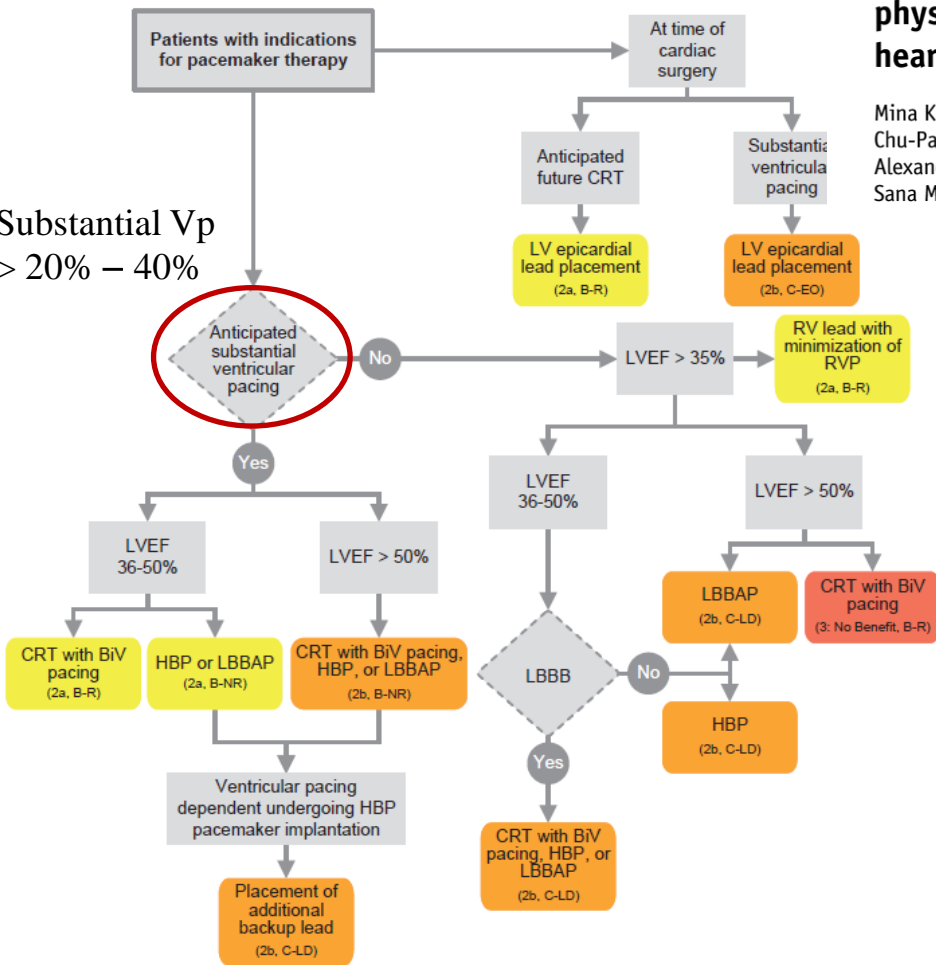 phys
hear
Mina K
Chu-Pa
Alexan
Sana M
Patients with indications
for pacemaker therapy
At time of
cardiac
surgery
Anticipated
future CRT
Substantia
ventricula
pacing
LV epicardial
lead placement
(2a, B-R)
LV epicardial
lead placement
(2b, C-EO)
Substantial Vp
> 20% – 40%
Anticipated
substantial
ventricular
pacing
No
LVEF > 35%
RV lead with
minimization of
RVP
(2a, B-R)
Yes
LVEF
36-50%
LVEF > 50%
LVEF
36-50%
LVEF > 50%
CRT with BiV
pacing
(2a, B-R)
HBP or LBBAP
(2a, B-NR)
CRT with BiV pacing,
HBP, or LBBAP
(2b, B-NR)
LBBAP
(2b, C-LD)
CRT with BiV
pacing
(3: No Benefit, B-R)
LBBB
No
HBP
(2b, C-LD)
Yes
Ventricular pacing
dependent undergoing HBP
pacemaker implantation
CRT with BiV
pacing, HBP, or
LBBAP
(2b, C-LD)
Placement of
additional
backup lead
(2b, C-LD)